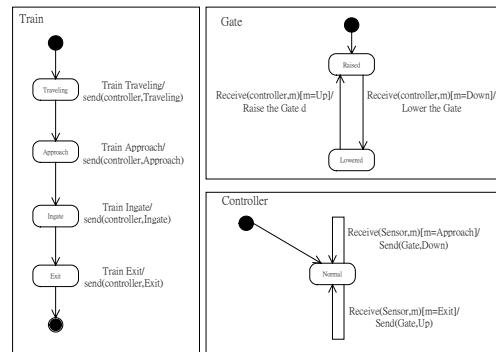 Train
Traveling
Train Traveling/
send(controller,Traveling)
Approach
Train Approach/
send(controller,Approach)
Ingate
Train Ingate/
send(controller,Ingate)
Exit
Train Exit/
send(controller,Exit)
Gate
Raised
Receive(controller,m)[m=Up]/
Raise the Gate d
Receive(controller,m)[m=Down]/
Lower the Gate
Lowered
Controller
Receive(Sensor,m)[m=Approach]/
Send(Gate,Down)
Normal
Receive(Sensor,m)[m=Exit]/
Send(Gate,Up)